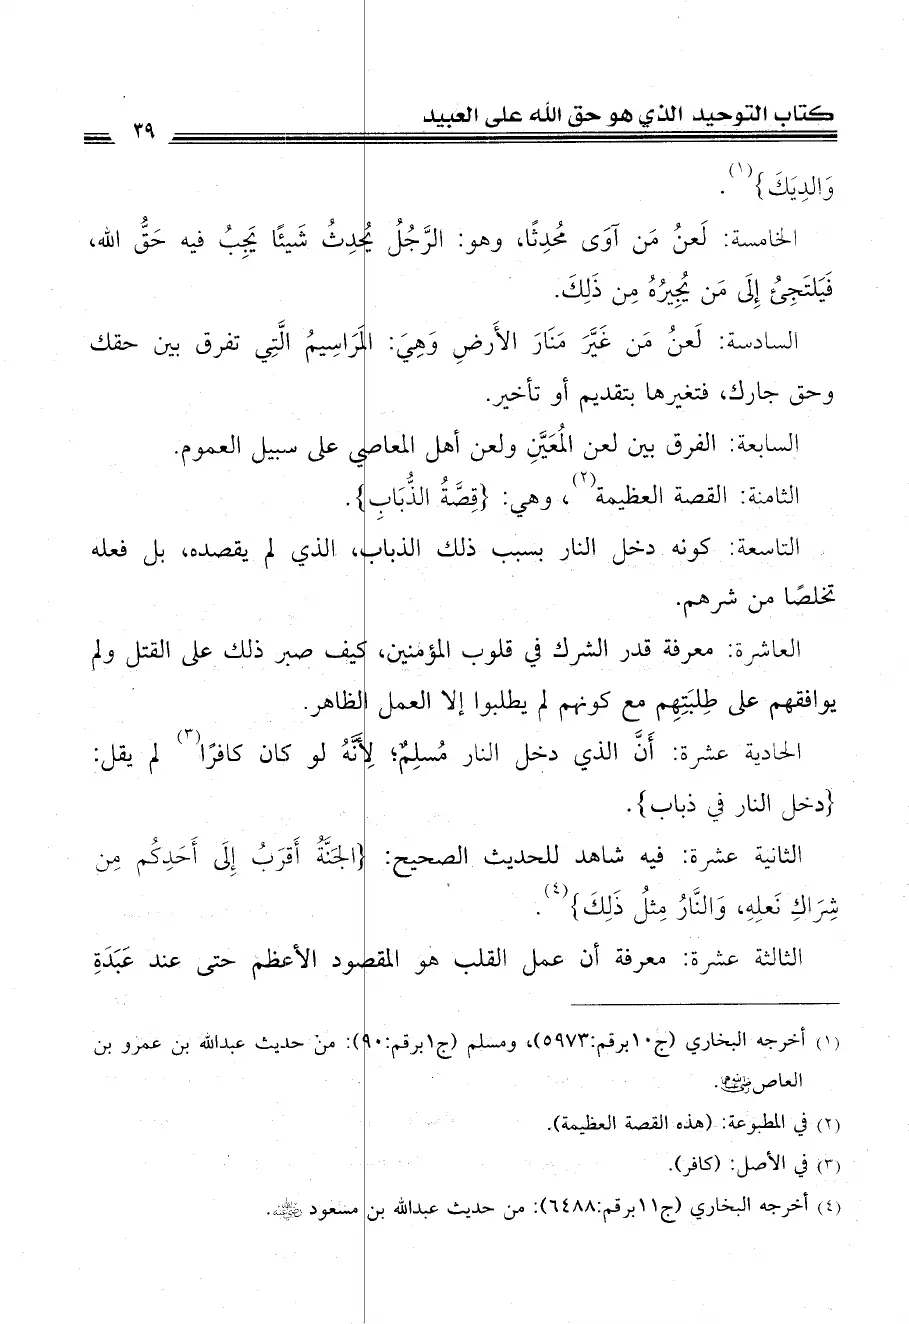 كتاب التوحيد الذي هو حق الله على العبيد ٣٩
وَالدِيَكَ}(١).
الخامسة: لَعنُ مَن آوَى مُحدِثًا، وهو: الرَّجُلُ يُحدِثُ شَيئًا يَجِبُ فيه حَقُّ الله،
فَيَلتَجِئُ إِلَى مَن يُجِيرُهُ مِن ذَلِكَ.
السادسة: لَعنُ مَن غَيَّرَ مَنَارَ الأَرضِ وَهِيَ: المَرَاسِيمُ الَّتِي تفرق بين حقك
وحق جارك، فتغيرها بتقديم أو تأخير.
السابعة: الفرق بين لعن المُعَيَّنِ ولعن أهل المعاصي على سبيل العموم.
الثامنة: القصة العظيمة(٢)، وهي: {قِصَّةُ الذُّبَابِ}.
التاسعة: كونه دخل النار بسبب ذلك الذباب، الذي لم يقصده، بل فعله
تخلصًا من شرهم.
العاشرة: معرفة قدر الشرك في قلوب المؤمنين، كيف صبر ذلك على القتل ولم
يوافقهم على طِلبَتِهِم مع كونهم لم يطلبوا إلا العمل الظاهر.
الحادية عشرة: أَنَّ الذي دخل النار مُسلِمٌ؛ لِأَنَّهُ لو كان كافرًا(٣) لم يقل:
{دخل النار في ذباب}.
الثانية عشرة: فيه شاهد للحديث الصحيح: {الجَنَّةُ أَقرَبُ إِلَى أَحَدِكُم مِن
شِرَاكِ نَعلِهِ، وَالنَّارُ مِثلُ ذَلِكَ}(٤).
الثالثة عشرة: معرفة أن عمل القلب هو المقصود الأعظم حتى عند عَبَدَةِ
(١) أخرجه البخاري (ج١٠برقم:٥٩٧٣)، ومسلم (ج١برقم:٩٠): من حديث عبدالله بن عمرو بن
العاص رضي الله عنهما.
(٢) في المطبوعة: (هذه القصة العظيمة).
(٣) في الأصل: (كافر).
(٤) أخرجه البخاري (ج١١برقم:٦٤٨٨): من حديث عبدالله بن مسعود رضي الله عنه.